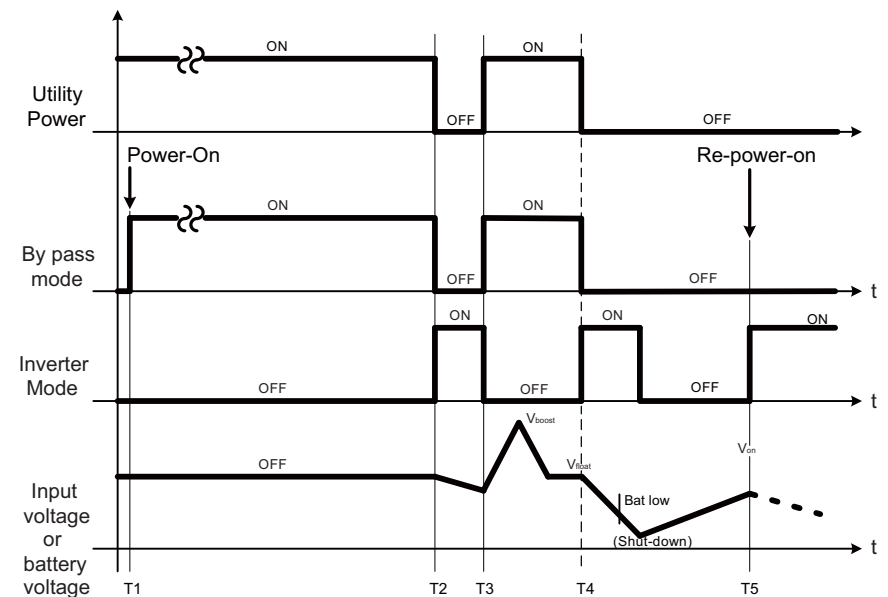 ON
ON
Utility
Power
OFF
OFF
Power-On
Re-power-on
ON
ON
By pass
mode
OFF
OFF
t
ON
ON
ON
Inverter
Mode
OFF
OFF
OFF
t
Vboost
OFF
Vfloat
Von
Input
voltage
or
battery
voltage
Bat low
(Shut-down)
t
T1
T2
T3
T4
T5